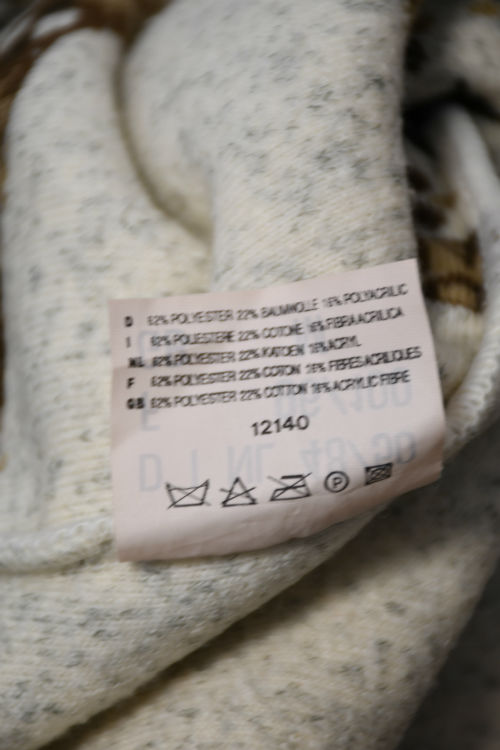 D 62% POLYESTER 22% BAUMWOLLE 16% POLYACRILIC
I 62% POLIESTERE 22% COTONE 16% FIBRA ACRILICA
NL 62% POLYESTER 22% KATOEN 16% ACRYL
F 62% POLYESTER 22% COTON 16% FIBRES ACRILIQUES
GB 62% POLYESTER 22% COTTON 16% ACRYLIC FIBRE
12140
P